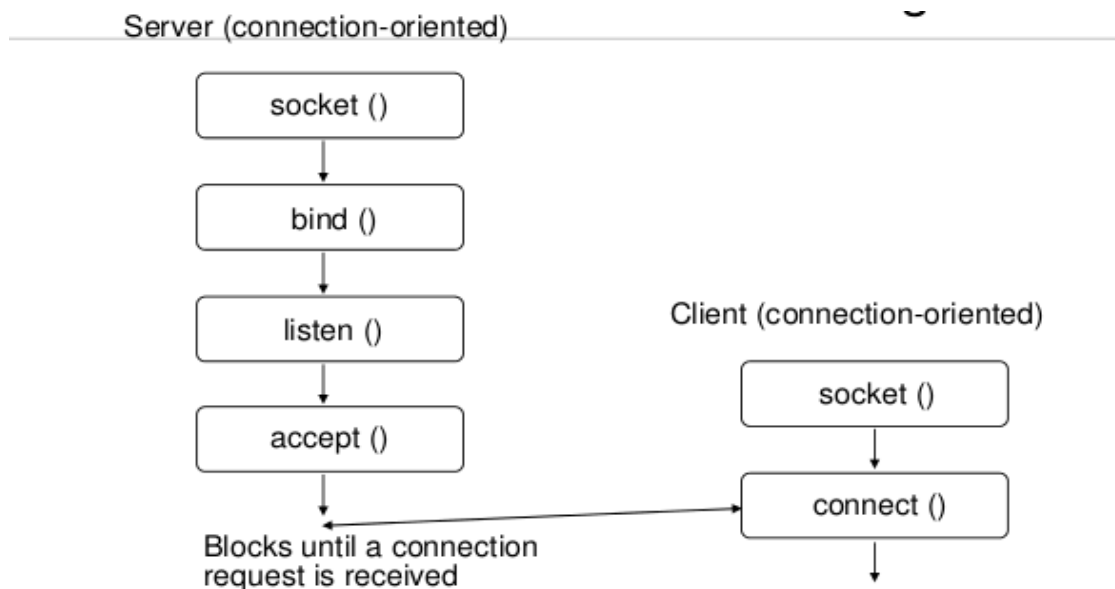 Server (connection-oriented)
socket ()
bind ()
listen ()
accept ()
Blocks until a connection
request is received
Client (connection-oriented)
socket ()
connect ()